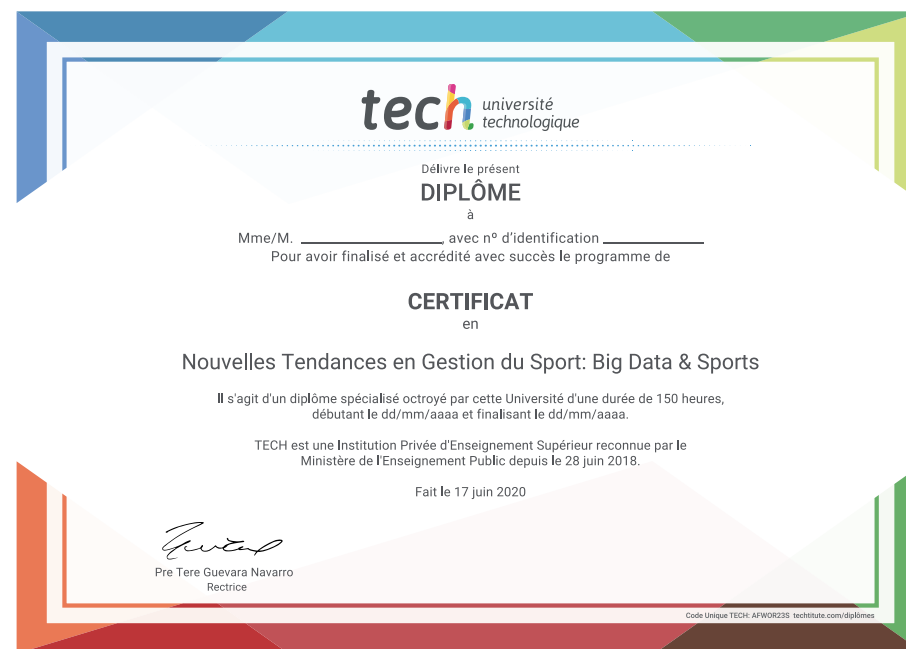 tech université
technologique
Délivre le présent
DIPLÔME
à
Mme/M. ____________________, avec nº d'identification ______________
Pour avoir finalisé et accrédité avec succès le programme de
CERTIFICAT
en
Nouvelles Tendances en Gestion du Sport: Big Data & Sports
Il s'agit d'un diplôme spécialisé octroyé par cette Université d'une durée de 150 heures,
débutant le dd/mm/aaaa et finalisant le dd/mm/aaaa.
TECH est une Institution Privée d'Enseignement Supérieur reconnue par le
Ministère de l'Enseignement Public depuis le 28 juin 2018.
Fait le 17 juin 2020
Pre Tere Guevara Navarro
Rectrice
Code Unique TECH: AFWOR23S techtitute.com/diplômes